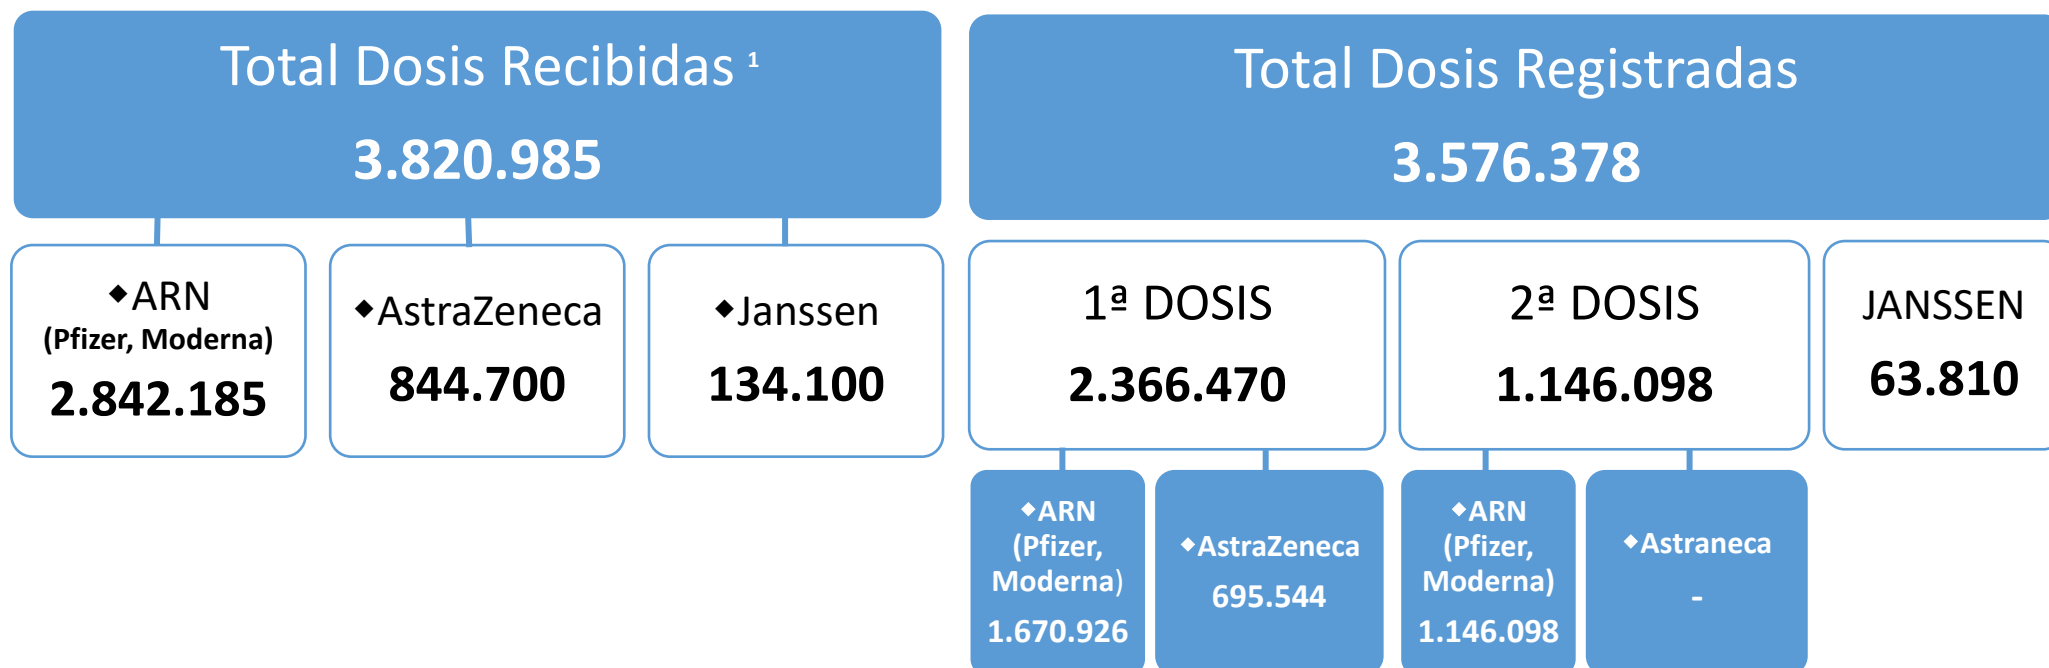 Total Dosis Recibidas 1
3.820.985
◆ARN
(Pfizer, Moderna)
2.842.185
◆AstraZeneca
844.700
◆Janssen
134.100
Total Dosis Registradas
3.576.378
1ª DOSIS
2.366.470
2ª DOSIS
1.146.098
JANSSEN
63.810
◆ARN
(Pfizer,
Moderna)
1.670.926
◆AstraZeneca
695.544
◆ARN
(Pfizer,
Moderna)
1.146.098
◆Astraneca
-